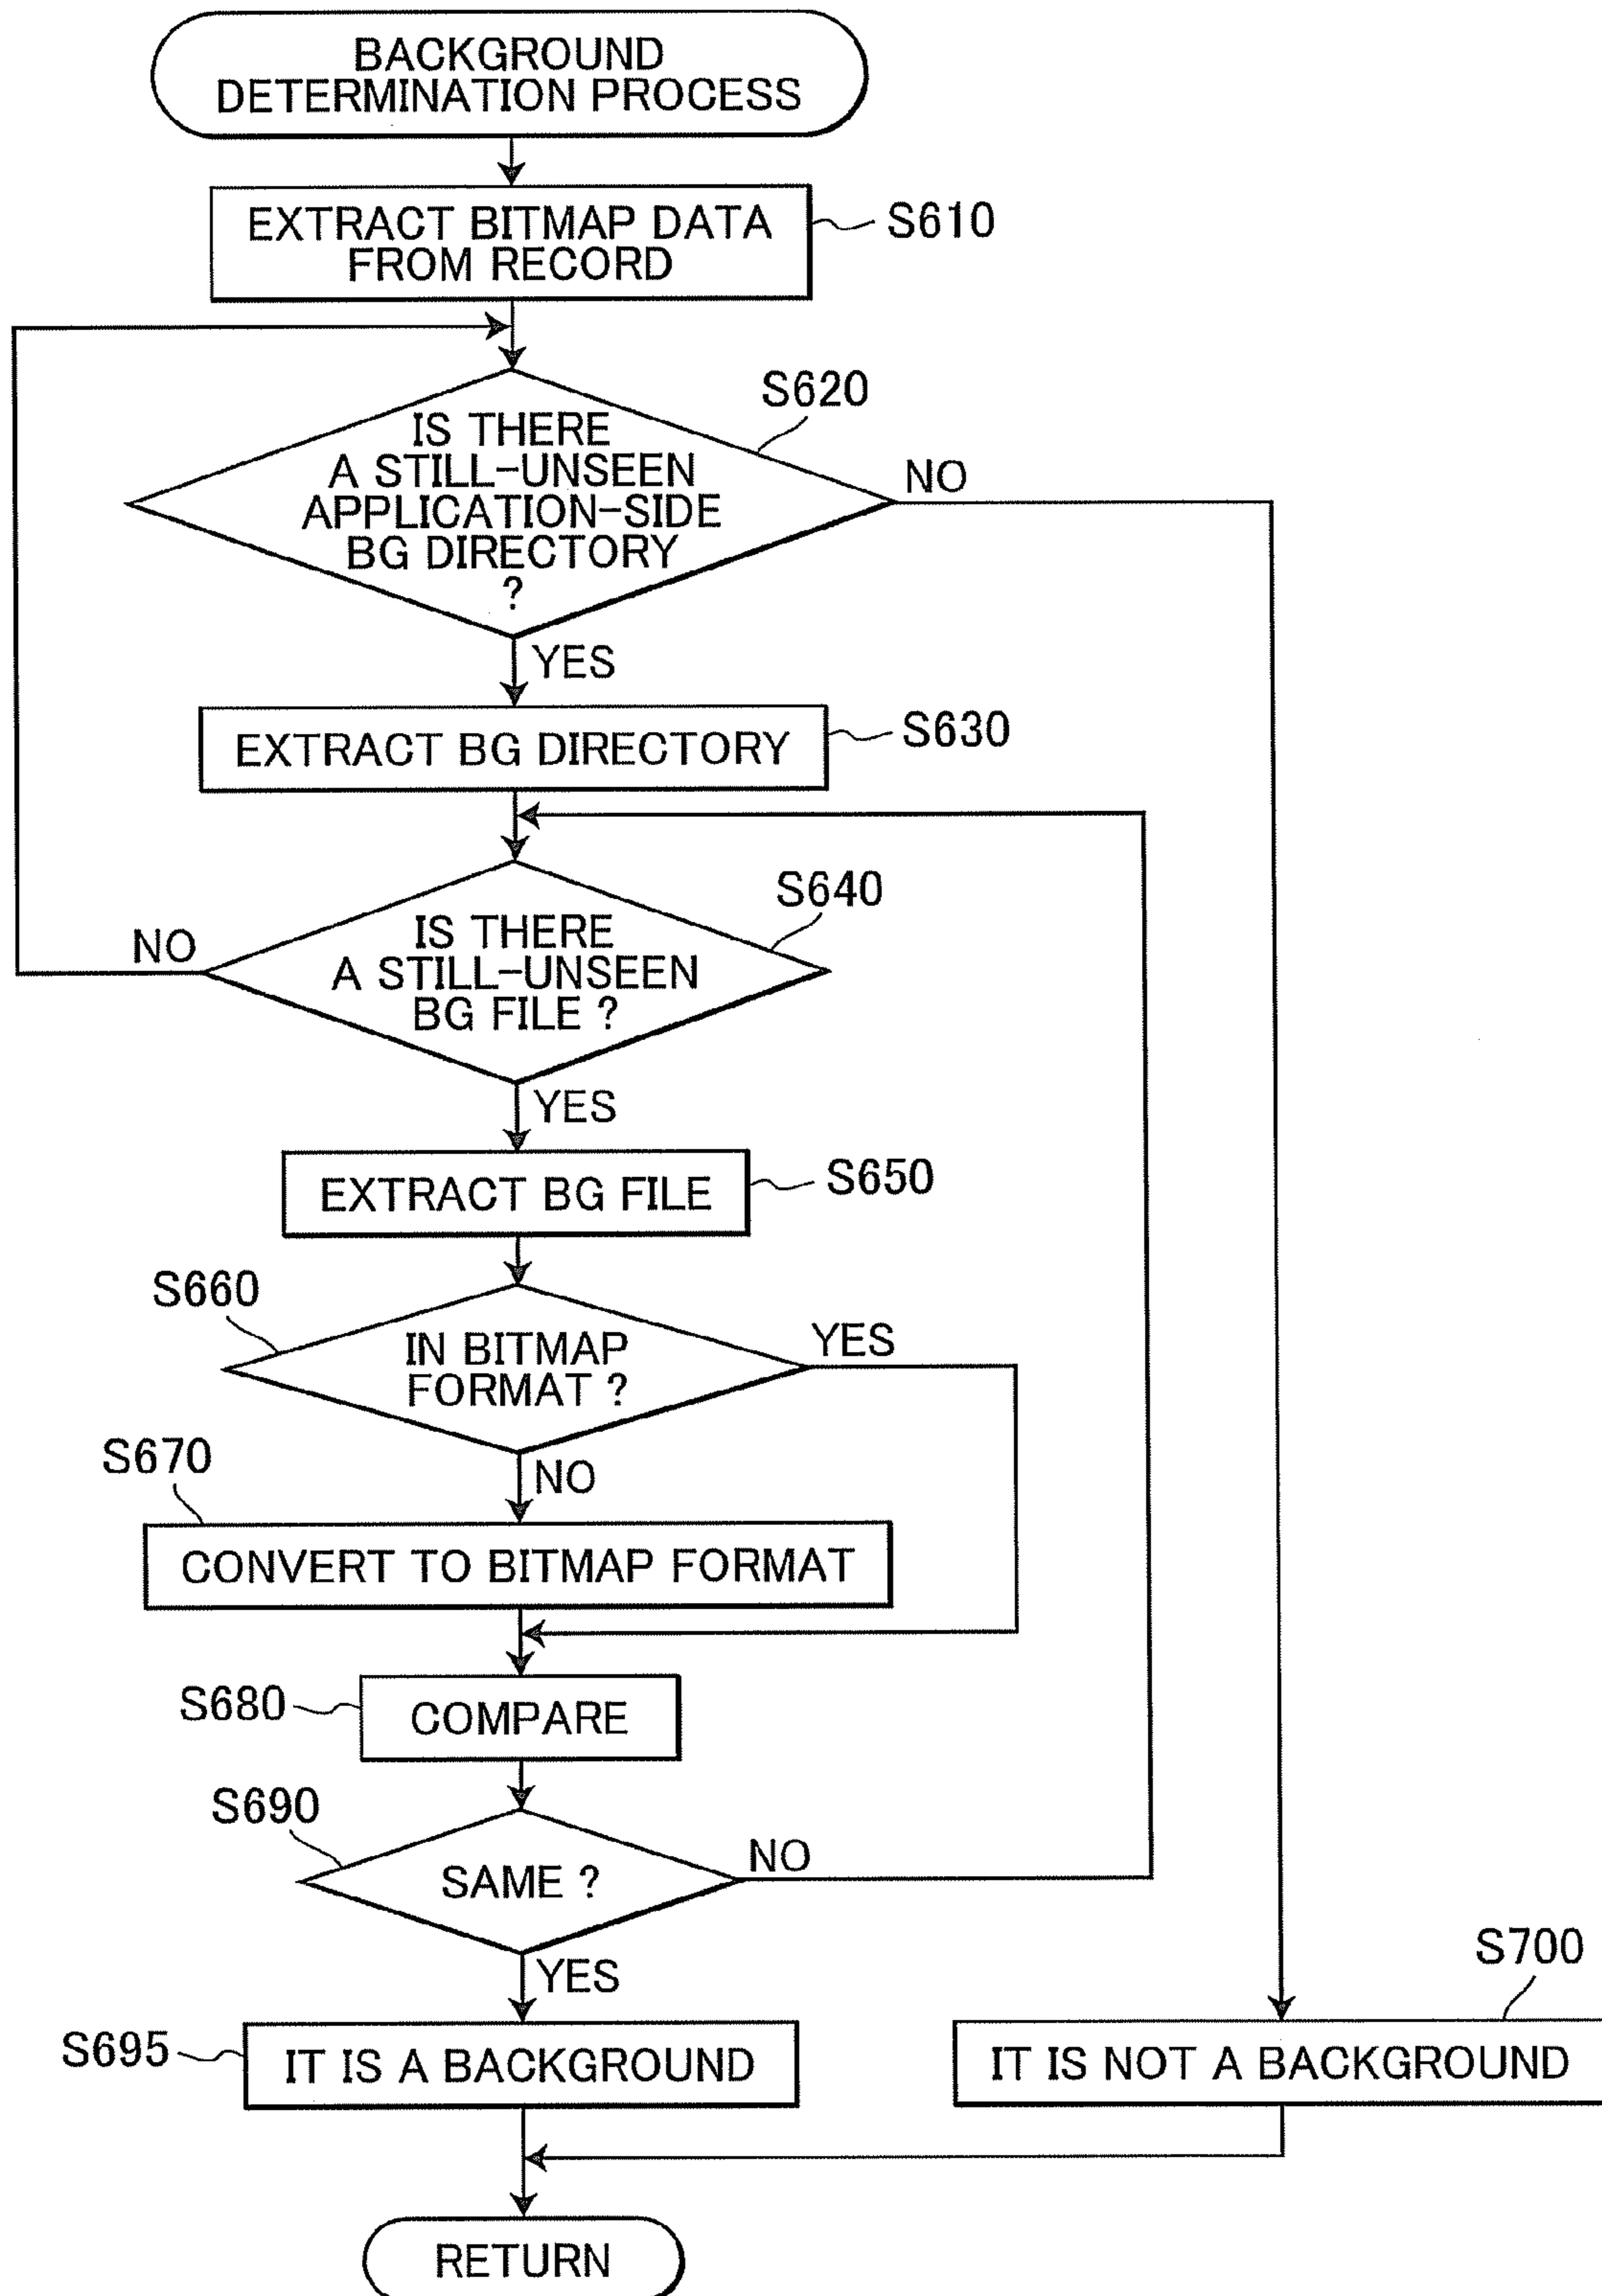 BACKGROUND
DETERMINATION PROCESS
EXTRACT BITMAP DATA
FROM RECORD
S610
S620
IS THERE
A STILL-UNSEEN
APPLICATION-SIDE
BG DIRECTORY
?
NO
YES
EXTRACT BG DIRECTORY
S630
S640
IS THERE
A STILL-UNSEEN
BG FILE ?
NO
YES
EXTRACT BG FILE
S650
S660
IN BITMAP
FORMAT ?
YES
NO
S670
CONVERT TO BITMAP FORMAT
S680
COMPARE
S690
SAME ?
NO
YES
S695
IT IS A BACKGROUND
S700
IT IS NOT A BACKGROUND
RETURN